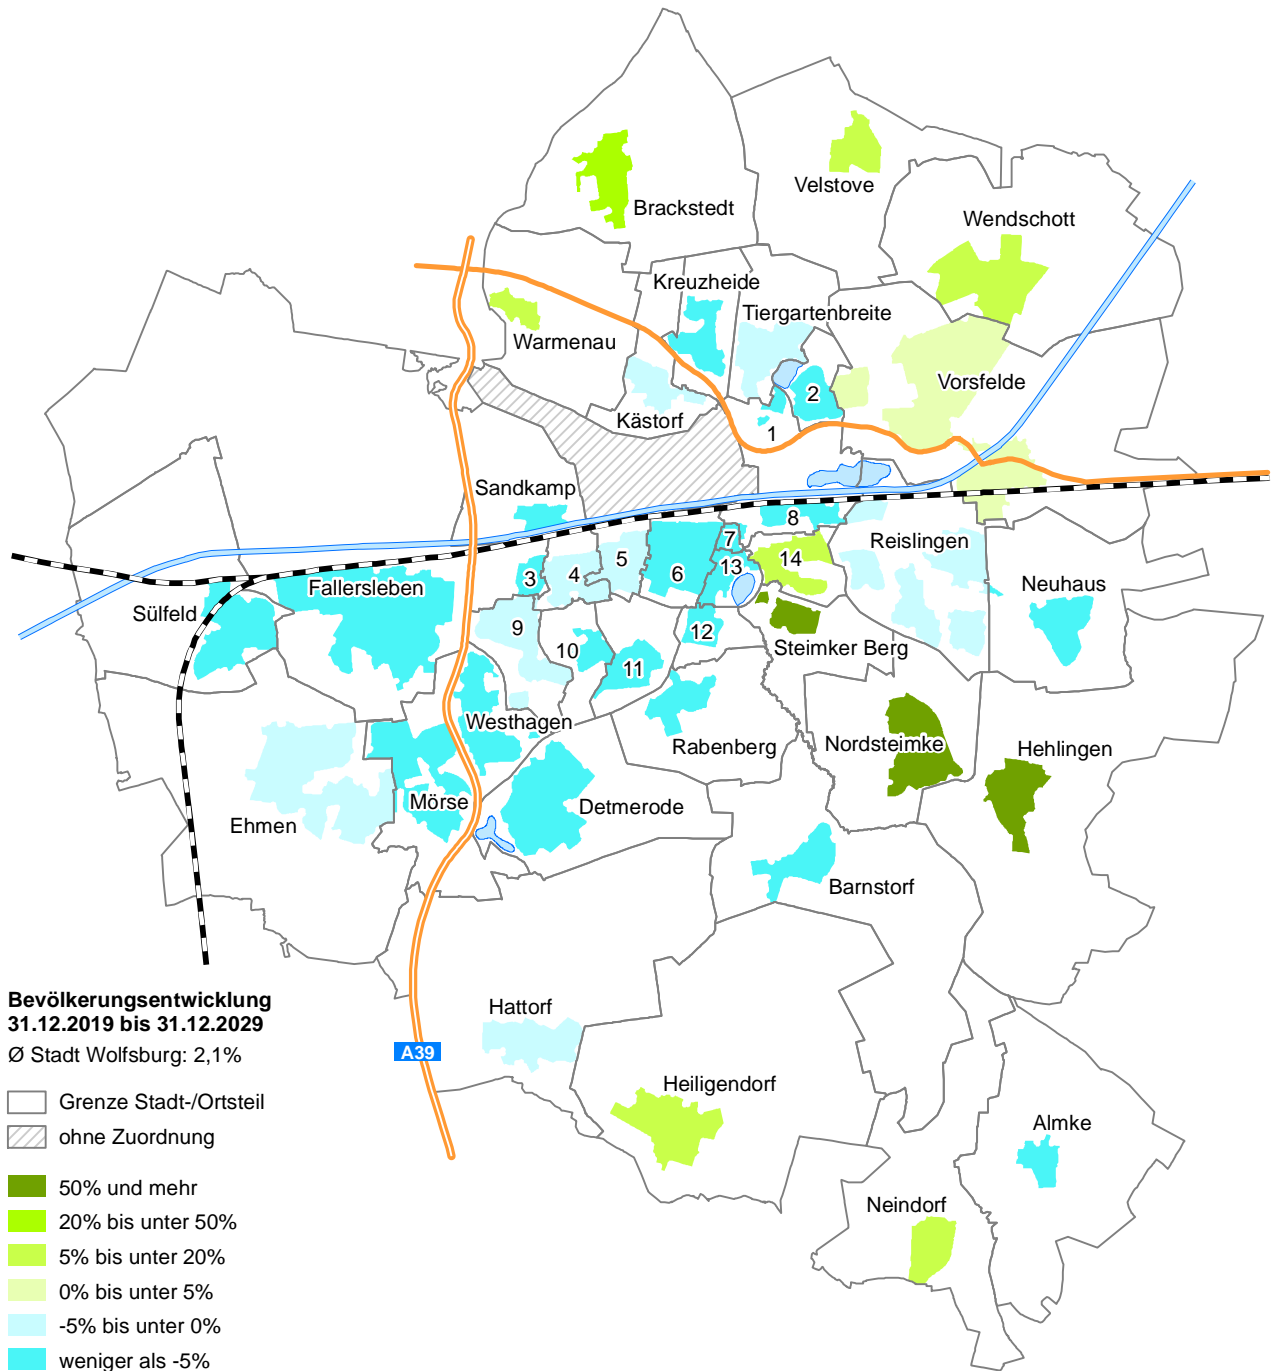 Velstove
Brackstedt
Wendschott
Kreuzheide
Tiergartenbreite
Warmenau
Vorsfelde
2
Kästorf
1
Sandkamp
8
7
Reislingen
5
14
13
4
6
3
Fallersleben
Neuhaus
Sülfeld
9
12
10
Steimker Berg
11
Westhagen
Rabenberg
Nordsteimke
Hehlingen
Mörse
Detmerode
Ehmen
Barnstorf
Bevölkerungsentwicklung
31.12.2019 bis 31.12.2029
Ø Stadt Wolfsburg: 2,1%
Hattorf
A39
Heiligendorf
Almke
Neindorf
Grenze Stadt-/Ortsteil
ohne Zuordnung
50% und mehr
20% bis unter 50%
5% bis unter 20%
0% bis unter 5%
-5% bis unter 0%
weniger als -5%